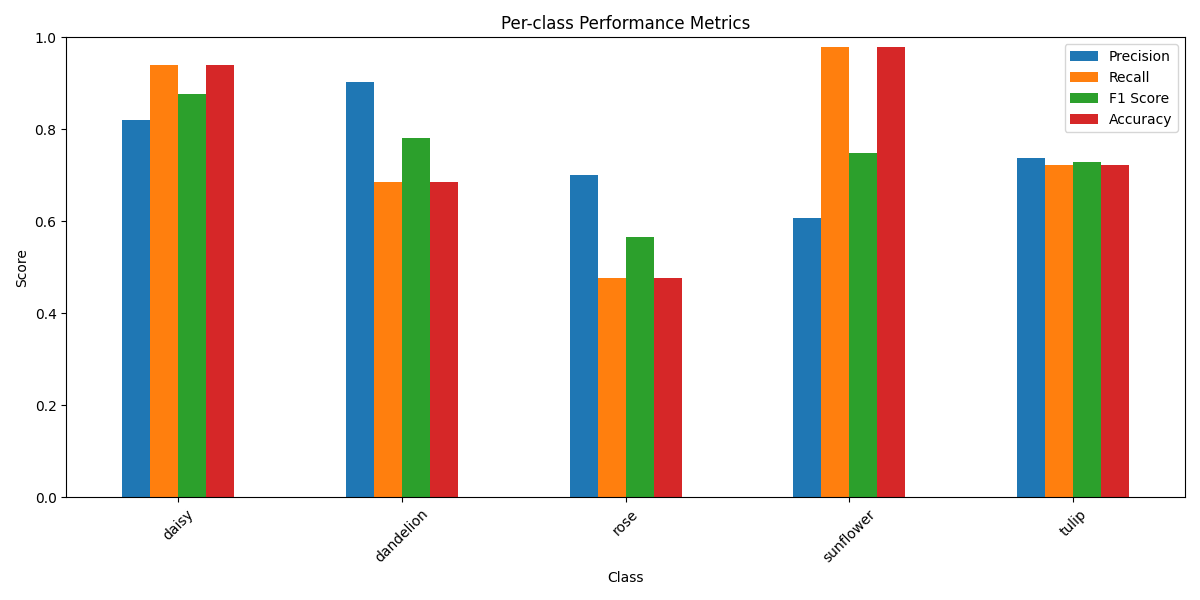 Per-class Performance Metrics
1.0
0.8
0.6
0.4
0.2
0.0
Score
Precision
Recall
F1 Score
Accuracy
daisy
dandelion
rose
sunflower
tulip
Class